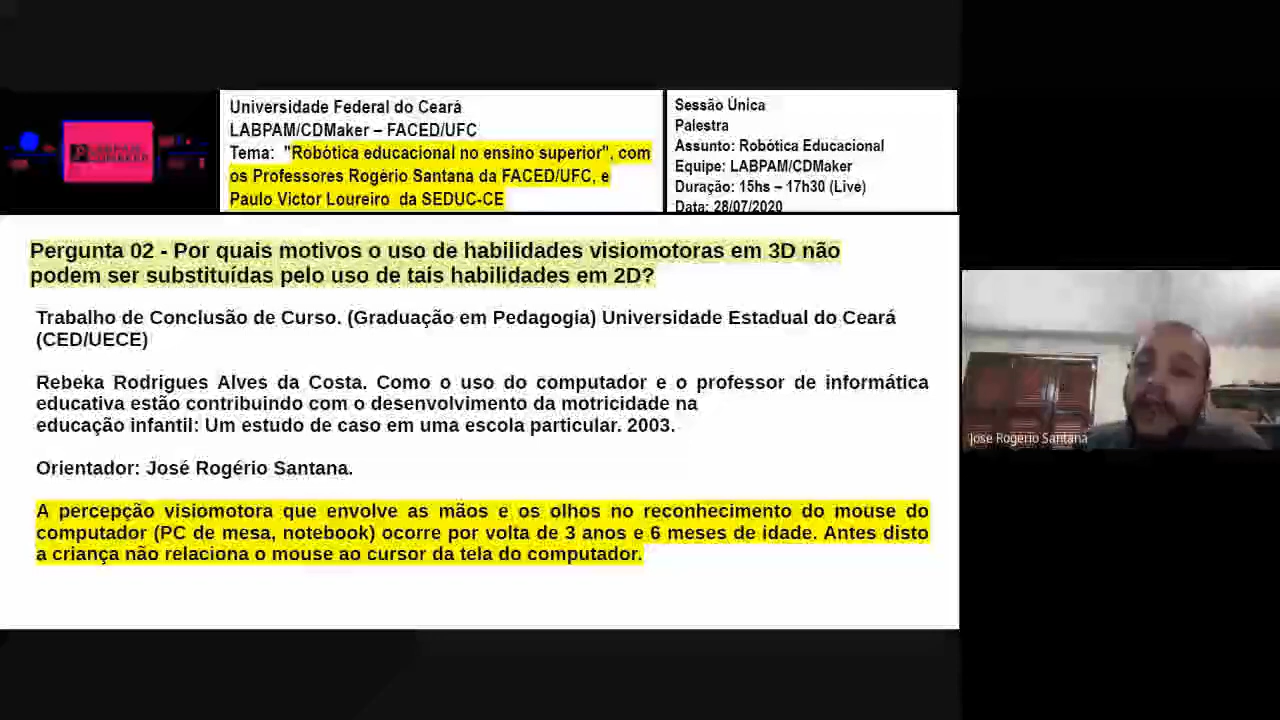 Universidade Federal do Ceará
LABPAM/CDMaker – FACED/UFC
Tema: "Robótica educacional no ensino superior", com
os Professores Rogério Santana da FACED/UFC, e
Paulo Victor Loureiro da SEDUC-CE
Sessão Única
Palestra
Assunto: Robótica Educacional
Equipe: LABPAM/CDMaker
Duração: 15hs – 17h30 (Live)
Data: 28/07/2020
Pergunta 02 - Por quais motivos o uso de habilidades visiomotoras em 3D não
podem ser substituídas pelo uso de tais habilidades em 2D?
Trabalho de Conclusão de Curso. (Graduação em Pedagogia) Universidade Estadual do Ceará
(CED/UECE)
Rebeka Rodrigues Alves da Costa. Como o uso do computador e o professor de informática
educativa estão contribuindo com o desenvolvimento da motricidade na
educação infantil: Um estudo de caso em uma escola particular. 2003.
Orientador: José Rogério Santana.
A percepção visiomotora que envolve as mãos e os olhos no reconhecimento do mouse do
computador (PC de mesa, notebook) ocorre por volta de 3 anos e 6 meses de idade. Antes disto
a criança não relaciona o mouse ao cursor da tela do computador.
Jose Rogerio Santana